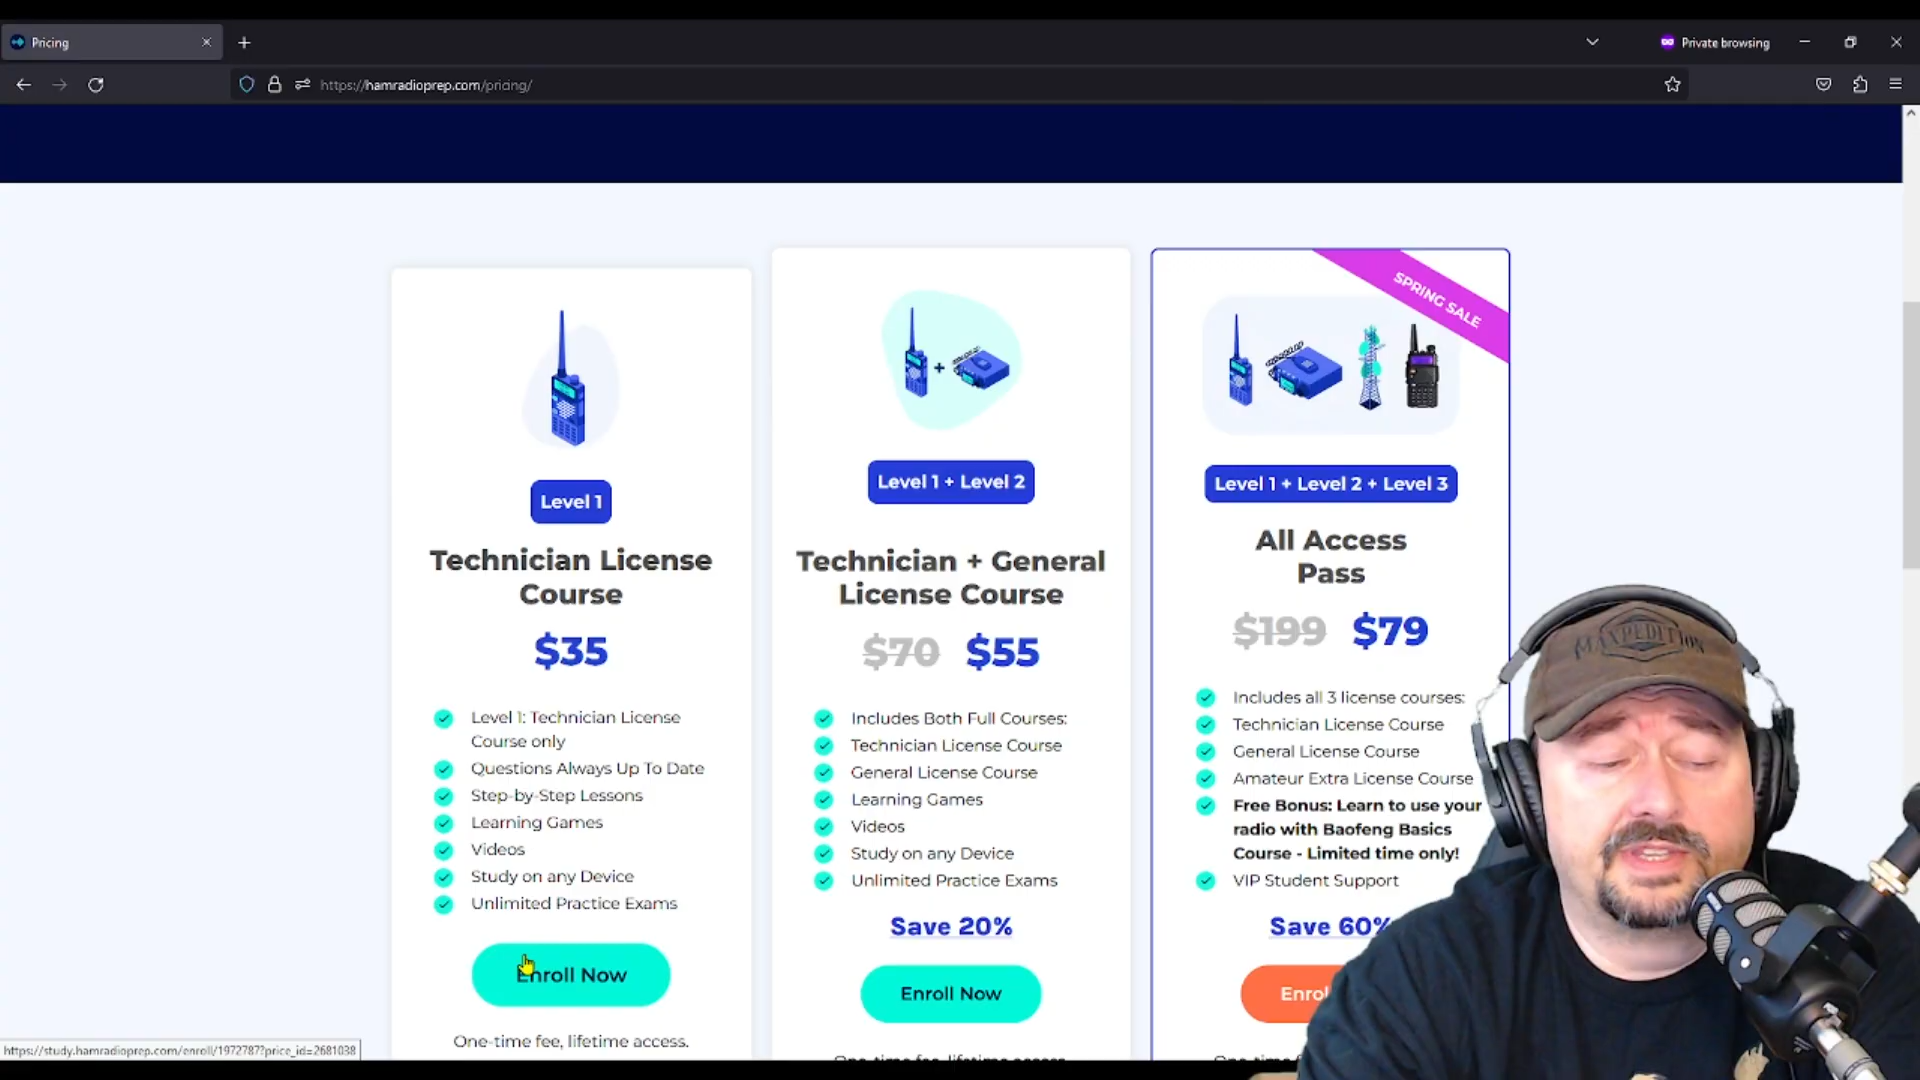 Pricing
Private browsing
https://hamradioprep.com/pricing/
SPRING SALE
Level 1
Technician License
Course
$35
Level 1: Technician License
Course only
Questions Always Up To Date
Step-by-Step Lessons
Learning Games
Videos
Study on any Device
Unlimited Practice Exams
Enroll Now
One-time fee, lifetime access.
Level 1 + Level 2
Technician + General
License Course
$70 $55
Includes Both Full Courses:
Technician License Course
General License Course
Learning Games
Videos
Study on any Device
Unlimited Practice Exams
Save 20%
Enroll Now
One-time fee, lifetime access.
Level 1 + Level 2 + Level 3
All Access
Pass
$199 $79
Includes all 3 license courses:
Technician License Course
General License Course
Amateur Extra License Course
Free Bonus: Learn to use your
radio with Baofeng Basics
Course - Limited time only!
VIP Student Support
Save 60%
Enrol
MAXPEDITION
https://study.hamradioprep.com/enroll/1972787?price_id=2681038